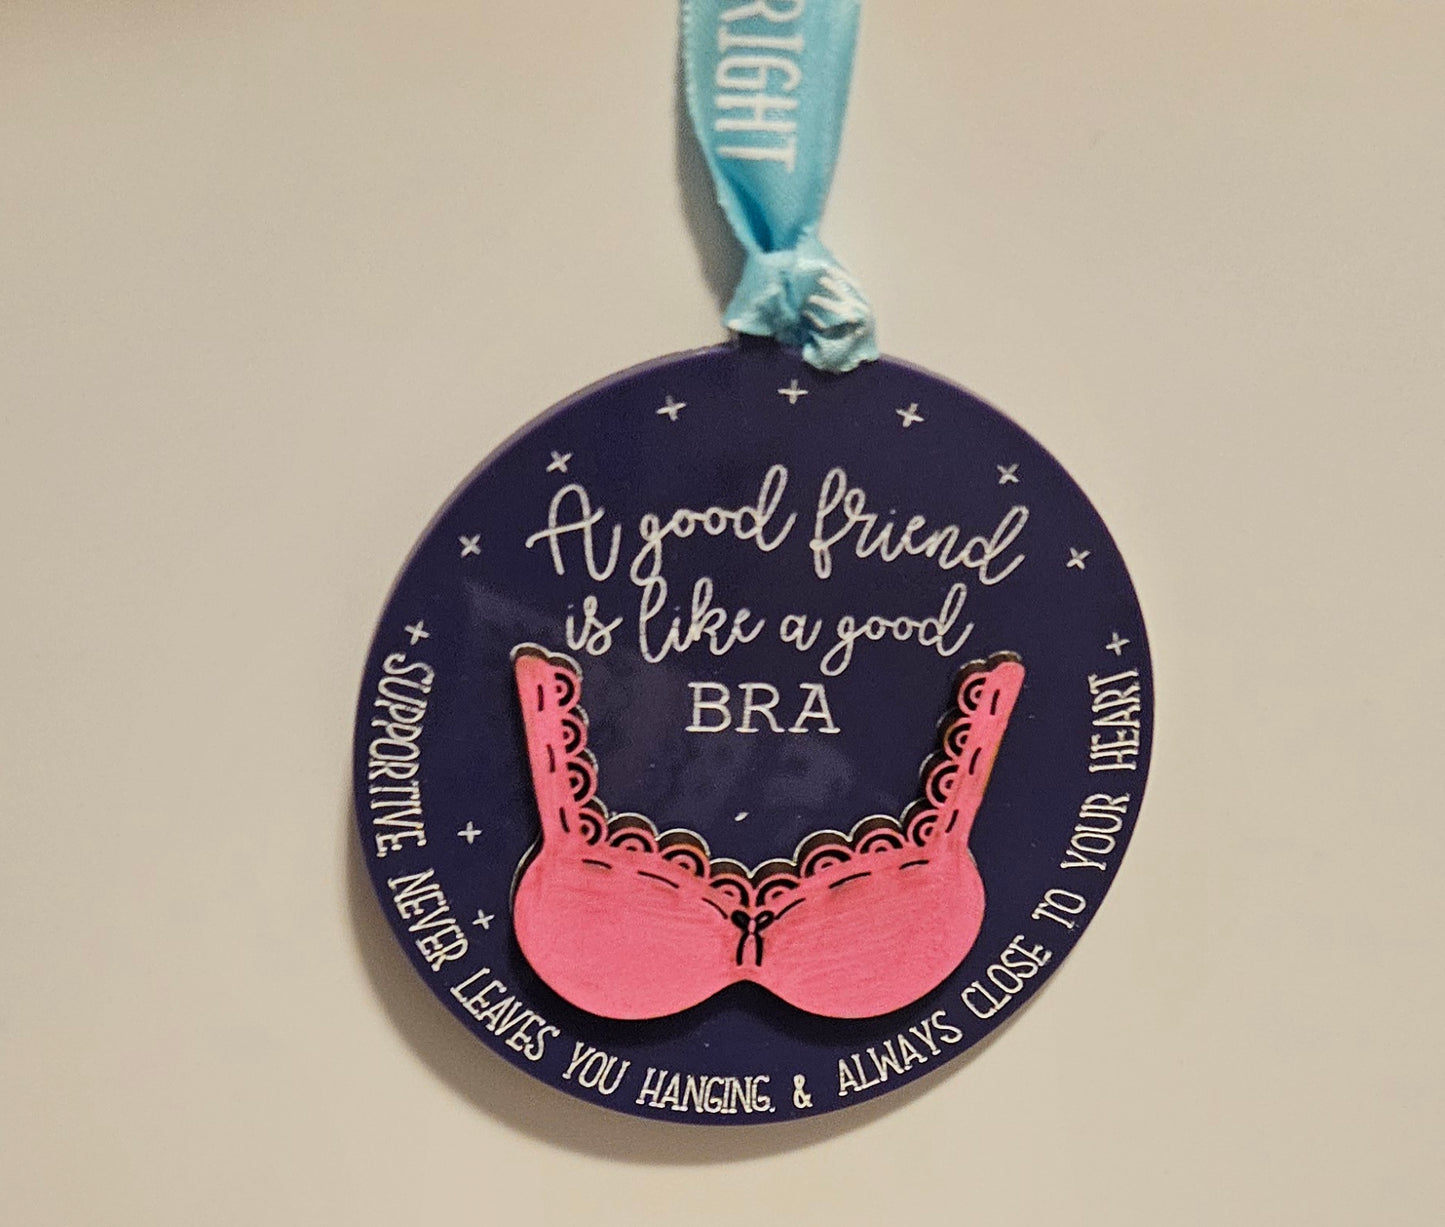 RIGHT
A good friend
is like a good
BRA
SUPPORTIVE, NEVER LEAVES YOU HANGING, & ALWAYS CLOSE TO YOUR HEART